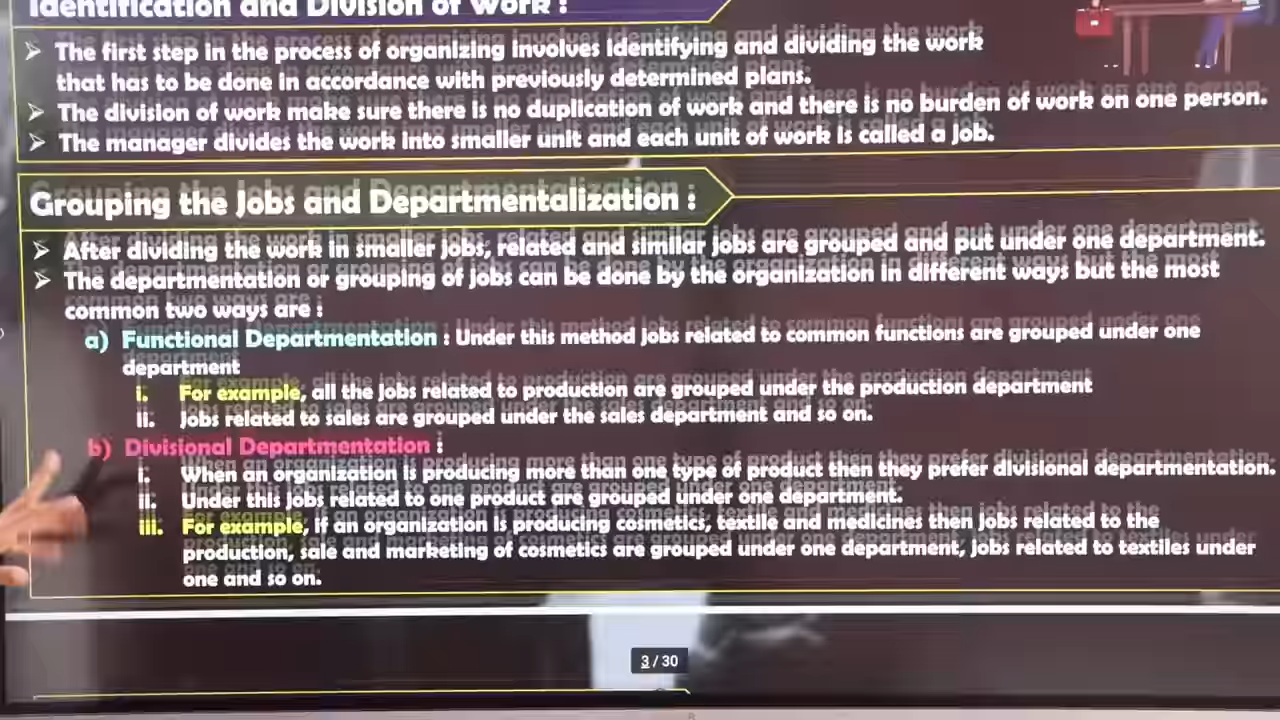 Identification and Division of Work :
➤ The first step in the process of organizing involves identifying and dividing the work
that has to be done in accordance with previously determined plans.
➤ The division of work make sure there is no duplication of work and there is no burden of work on one person.
➤ The manager divides the work into smaller unit and each unit of work is called a job.
Grouping the Jobs and Departmentalization :
➤ After dividing the work in smaller jobs, related and similar jobs are grouped and put under one department.
➤ The departmentation or grouping of jobs can be done by the organization in different ways but the most
common two ways are :
a) Functional Departmentation : Under this method jobs related to common functions are grouped under one
department
i. For example, all the jobs related to production are grouped under the production department
ii. Jobs related to sales are grouped under the sales department and so on.
b) Divisional Departmentation :
i. When an organization is producing more than one type of product then they prefer divisional departmentation.
ii. Under this jobs related to one product are grouped under one department.
iii. For example, if an organization is producing cosmetics, textile and medicines then jobs related to the
production, sale and marketing of cosmetics are grouped under one department, jobs related to textiles under
one and so on.
3 / 30